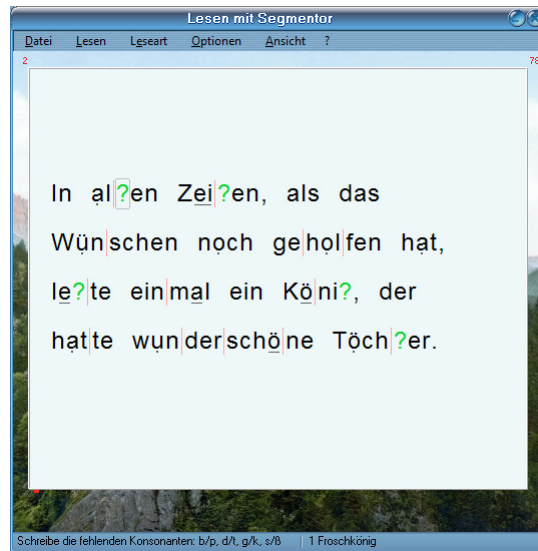 Lesen mit Segmentor
Datei Lesen Leseart Optionen Ansicht ?
2 78
In al?en Zei?en, als das
Wünschen noch geholfen hat,
le?te einmal ein Köni?, der
hatte wunderschöne Töch?er.
Schreibe die fehlenden Konsonanten: b/p, d/t, g/k, s/ß 1 Froschkönig